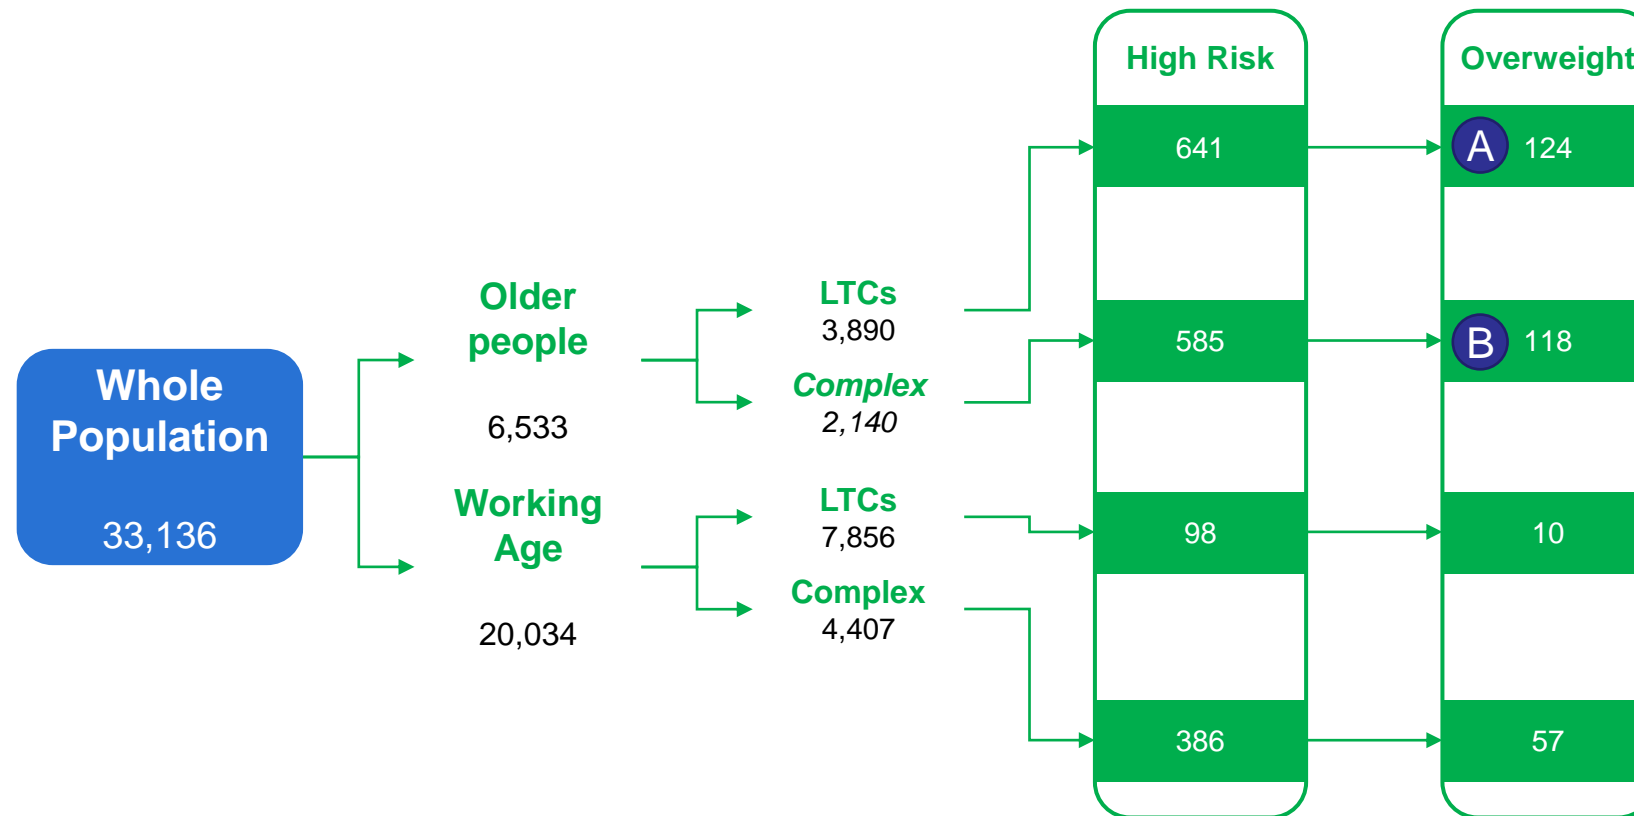 Whole
Population
33,136
Older
people
6,533
Working
Age
20,034
LTCs
3,890
Complex
2,140
LTCs
7,856
Complex
4,407
High Risk
641
585
98
386
Overweight
A 124
B 118
10
57